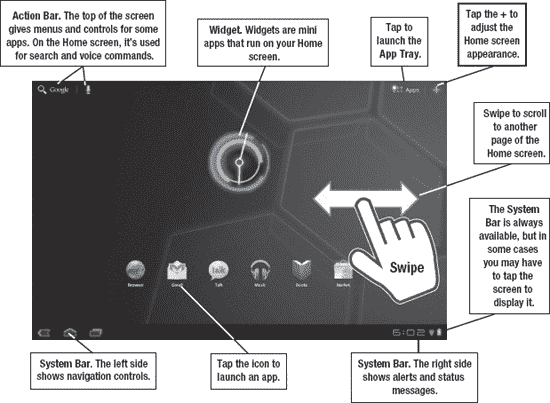 Action Bar. The top of the screen
gives menus and controls for some
apps. On the Home screen, it's used
for search and voice commands.
Widget. Widgets are mini
apps that run on your Home
screen.
Tap to
launch the
App Tray.
Tap the + to
adjust the
Home screen
appearance.
Google
Apps
Swipe to scroll
to another
page of the
Home screen.
The System
Bar is always
available, but in
some cases
you may have
to tap the
screen to
display it.
Swipe
Browser
Gmail
talk
Talk
Music
Books
Market
System Bar. The left side
shows navigation controls.
Tap the icon to
launch an app.
System Bar. The right side
shows alerts and status
messages.